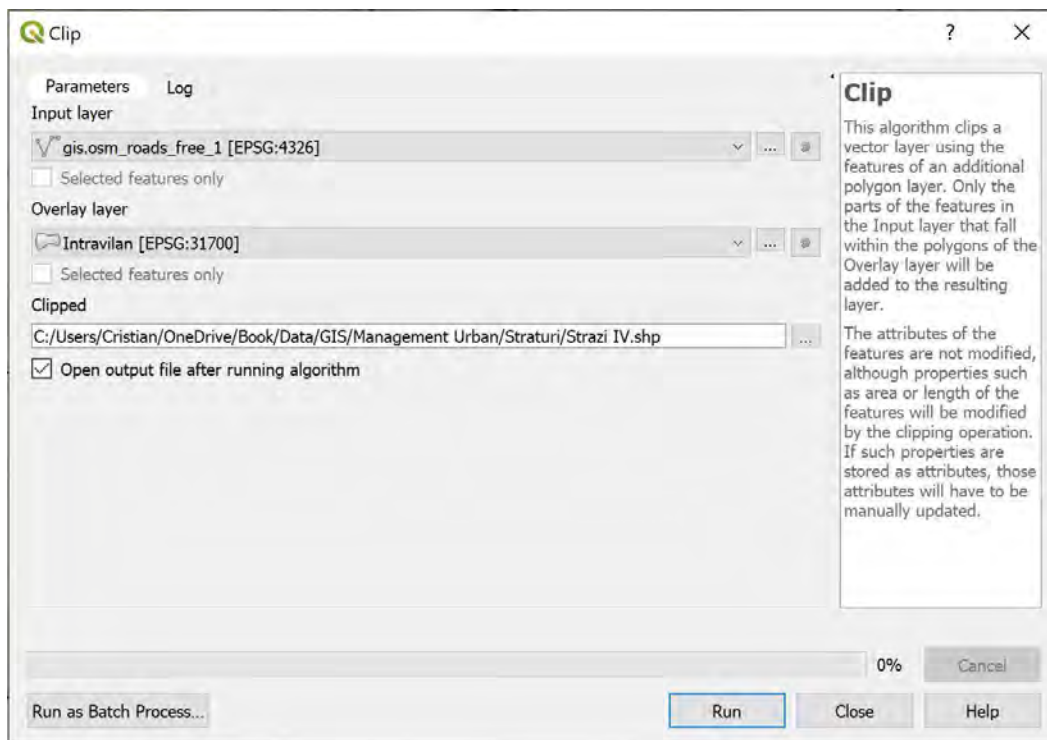 Clip
?
Parameters
Log
Input layer
gis.osm_roads_free_1 [EPSG:4326]
...
Selected features only
Overlay layer
Intravilan [EPSG:31700]
...
Selected features only
Clipped
C:/Users/Cristian/OneDrive/Book/Data/GIS/Management Urban/Straturi/Strazi IV.shp
...
Open output file after running algorithm
Clip
This algorithm clips a
vector layer using the
features of an additional
polygon layer. Only the
parts of the features in
the Input layer that fall
within the polygons of the
Overlay layer will be
added to the resulting
layer.
The attributes of the
features are not modified,
although properties such
as area or length of the
features will be modified
by the clipping operation.
If such properties are
stored as attributes, those
attributes will have to be
manually updated.
0%
Cancel
Run as Batch Process...
Run
Close
Help